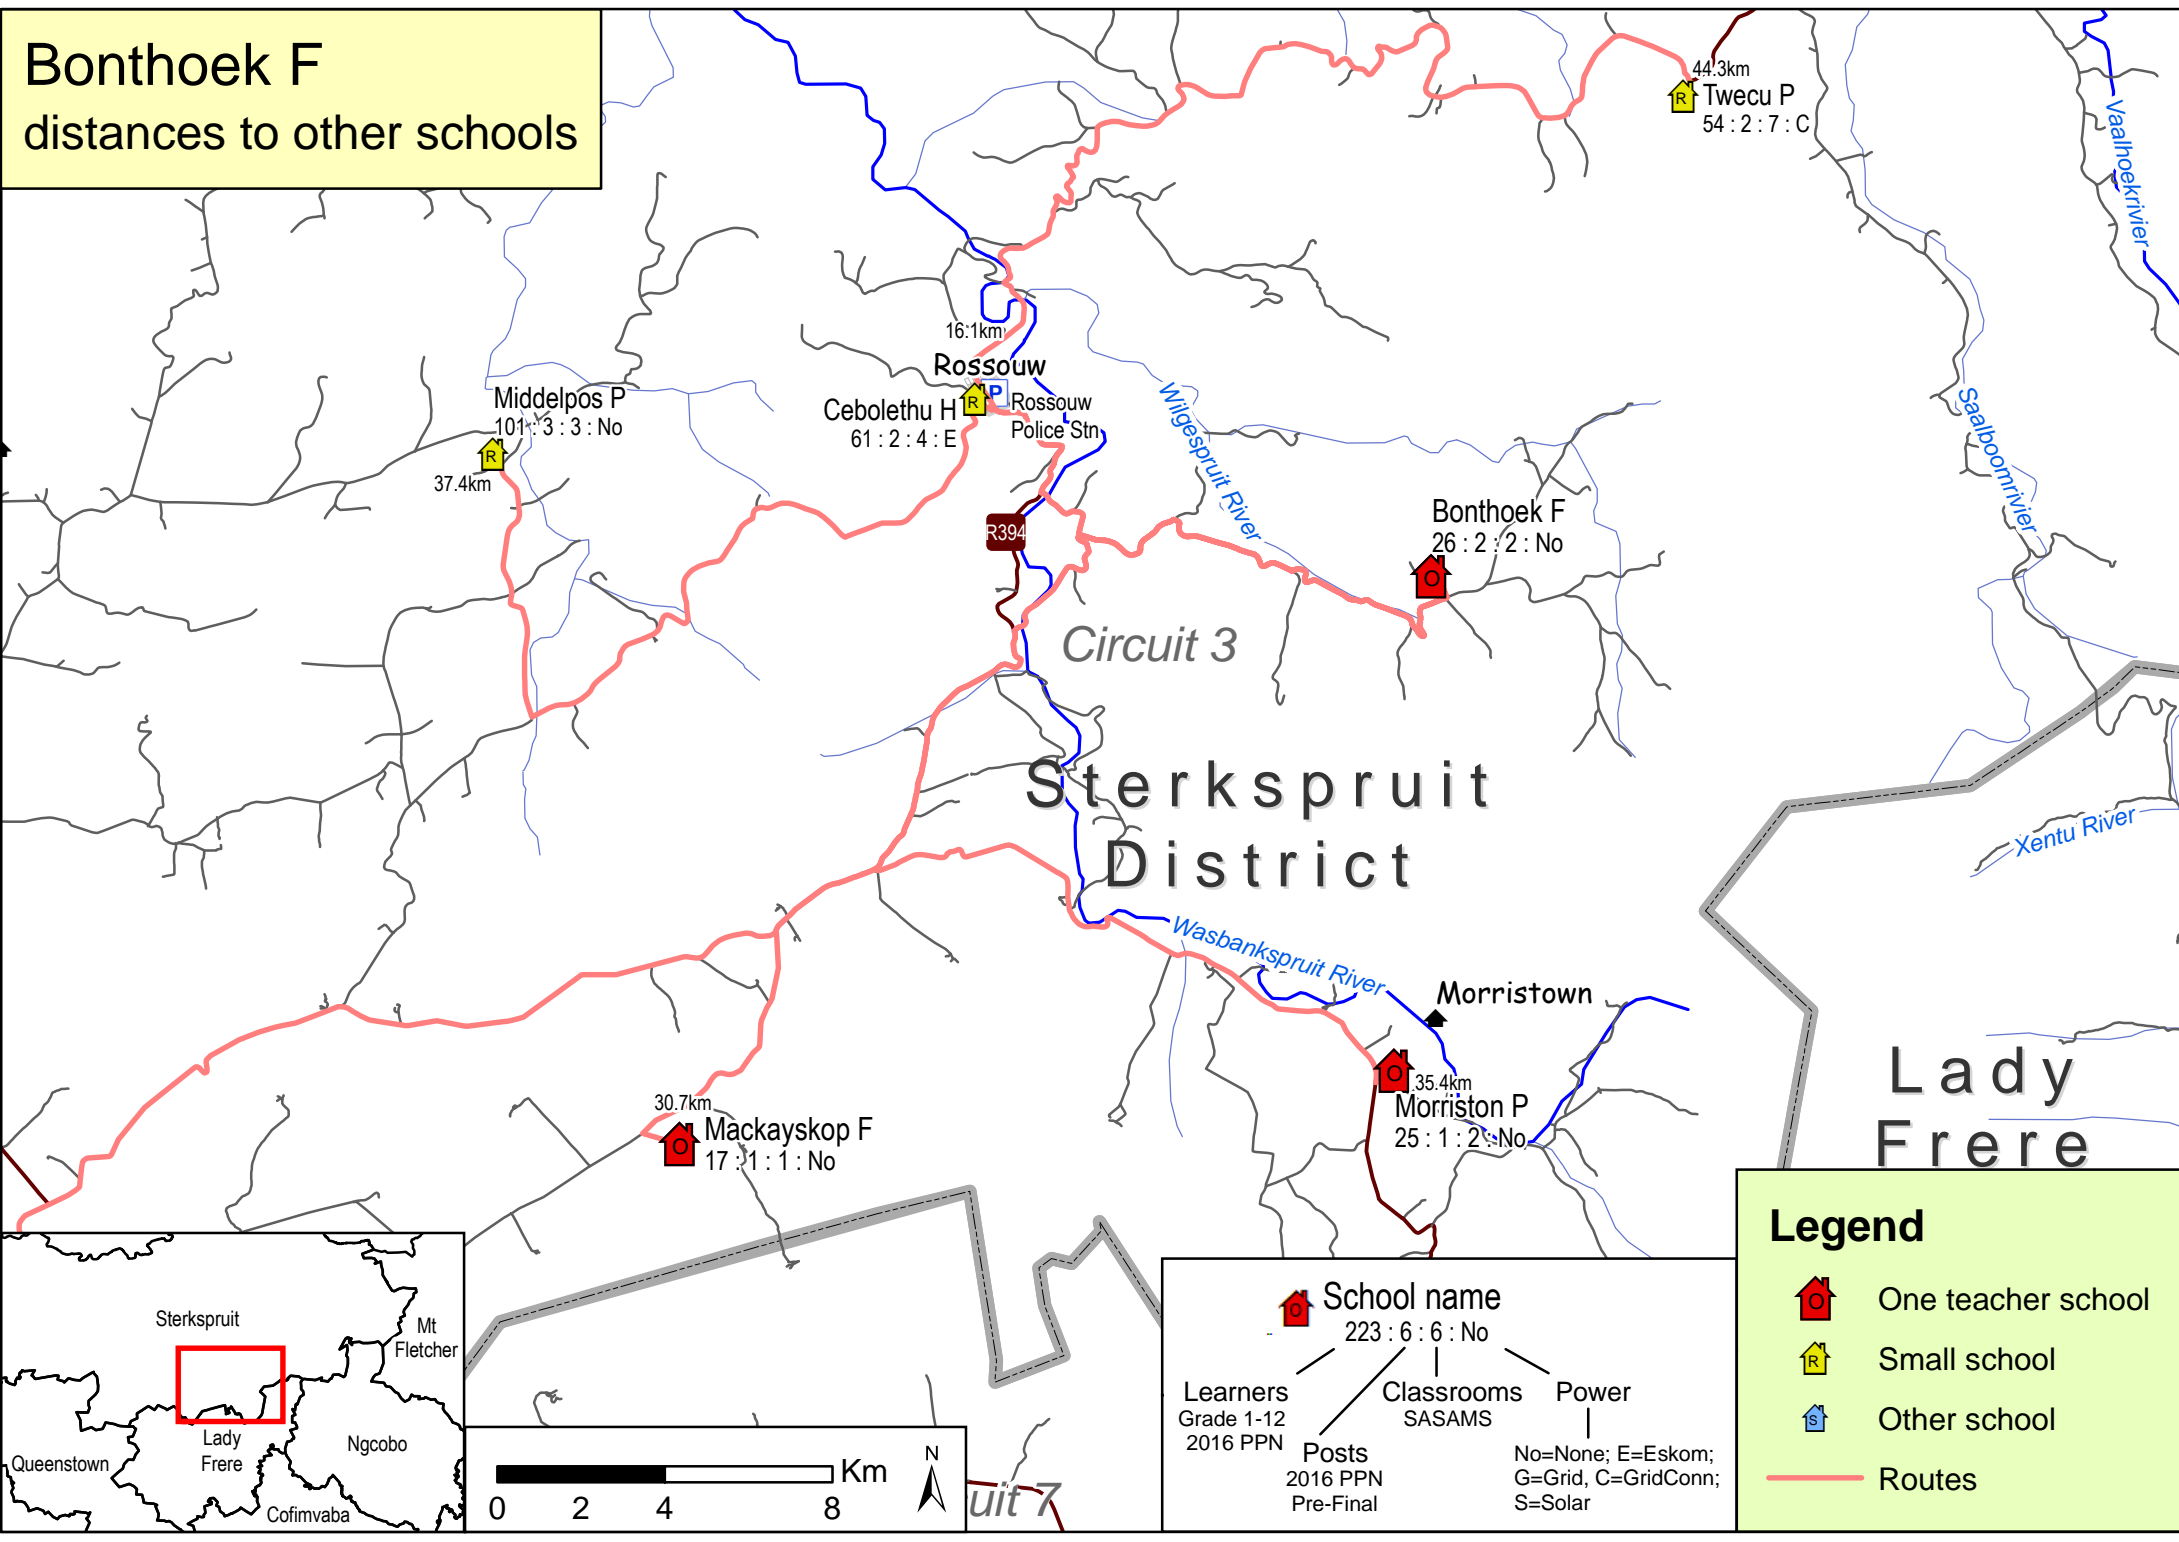 Bonthoek F
distances to other schools
44.3km
R
Twecu P
54 : 2 : 7 : C
Vaalhoekrivier
16.1km
Rossouw
P
R
Cebolethu H
61 : 2 : 4 : E
Rossouw
Police Stn
Middelpos P
101 : 3 : 3 : No
R
37.4km
Wilgespruit River
Saalboomrivier
R394
Bonthoek F
26 : 2 : 2 : No
O
Circuit 3
Sterkspruit
District
Xentu River
Wasbankspruit River
Morristown
O
35.4km
Morriston P
25 : 1 : 2 : No
30.7km
O
Mackayskop F
17 : 1 : 1 : No
Lady
Frere
Sterkspruit
Mt
Fletcher
Lady
Frere
Ngcobo
Queenstown
Cofimvaba
Km
0 2 4 8
N
uit 7
O
School name
223 : 6 : 6 : No
Learners
Grade 1-12
2016 PPN
Posts
2016 PPN
Pre-Final
Classrooms
SASAMS
Power
No=None; E=Eskom;
G=Grid, C=GridConn;
S=Solar
Legend
O
One teacher school
R
Small school
S
Other school
Routes